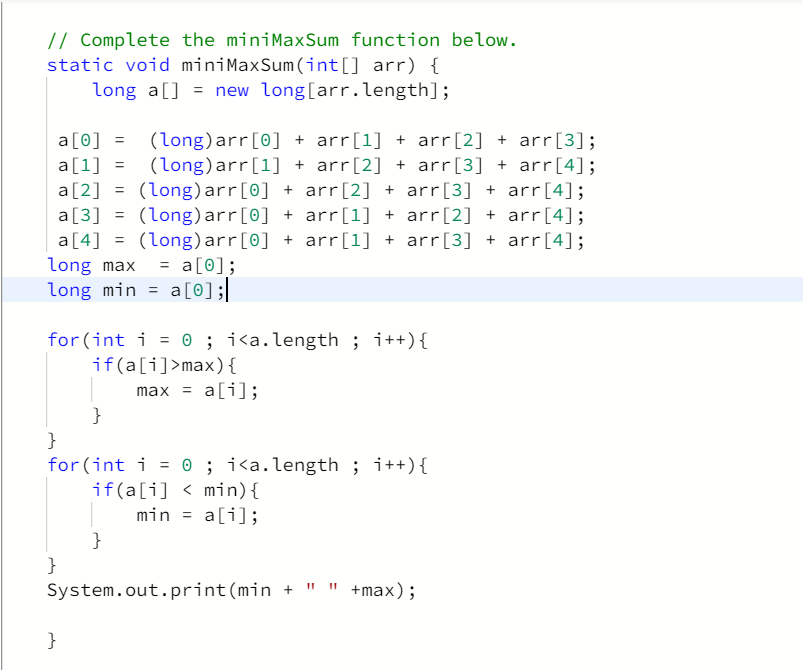 // Complete the miniMaxSum function below.
static void miniMaxSum(int[] arr) {
    long a[] = new long[arr.length];
 a[0] =  (long)arr[0] + arr[1] + arr[2] + arr[3];
 a[1] =  (long)arr[1] + arr[2] + arr[3] + arr[4];
 a[2] = (long)arr[0] + arr[2] + arr[3] + arr[4];
 a[3] = (long)arr[0] + arr[1] + arr[2] + arr[4];
 a[4] = (long)arr[0] + arr[1] + arr[3] + arr[4];
long max  = a[0];
long min = a[0];
for(int i = 0 ; i<a.length ; i++){
    if(a[i]>max){
        max = a[i];
    }
}
for(int i = 0 ; i<a.length ; i++){
    if(a[i] < min){
        min = a[i];
    }
}
System.out.print(min + " " +max);
}